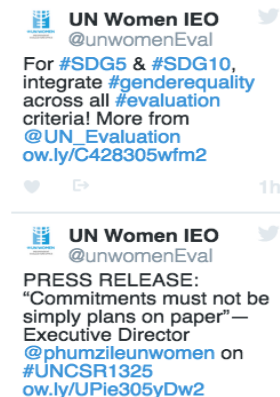 UN Women IEO
@unwomenEval
For #SDG5 & #SDG10,
integrate #genderequality
across all #evaluation
criteria! More from
@UN_Evaluation
ow.ly/C428305wfm2
1h
UN Women IEO
@unwomenEval
PRESS RELEASE:
“Commitments must not be
simply plans on paper”—
Executive Director
@phumzileunwomen on
#UNCSR1325
ow.ly/UPie305yDw2